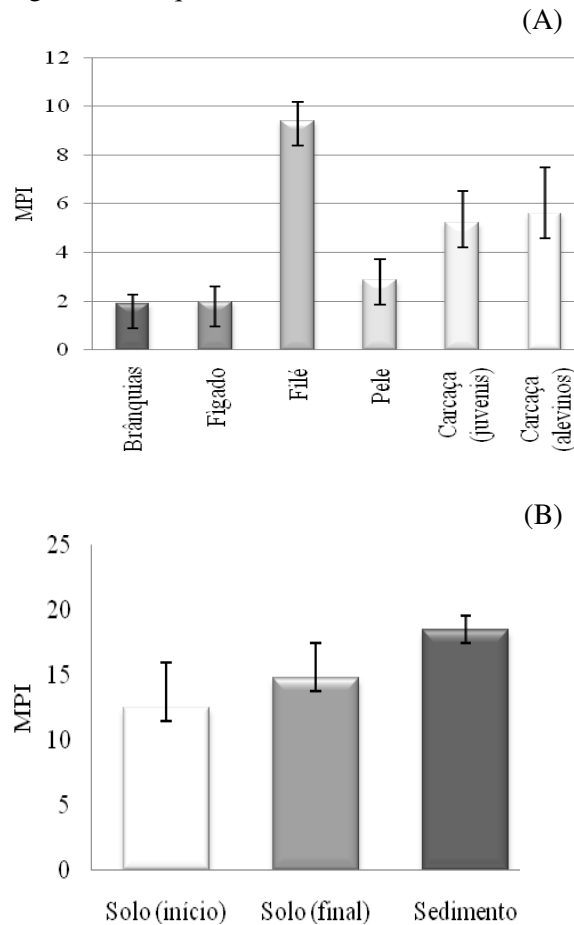 (A)
12
10
8
6
4
2
0
MPI
Brânquias
Fígado
Filé
Pele
Carcaça
(juvenis)
Carcaça
(alevinos)
(B)
25
20
15
10
5
0
MPI
Solo (início)
Solo (final)
Sedimento